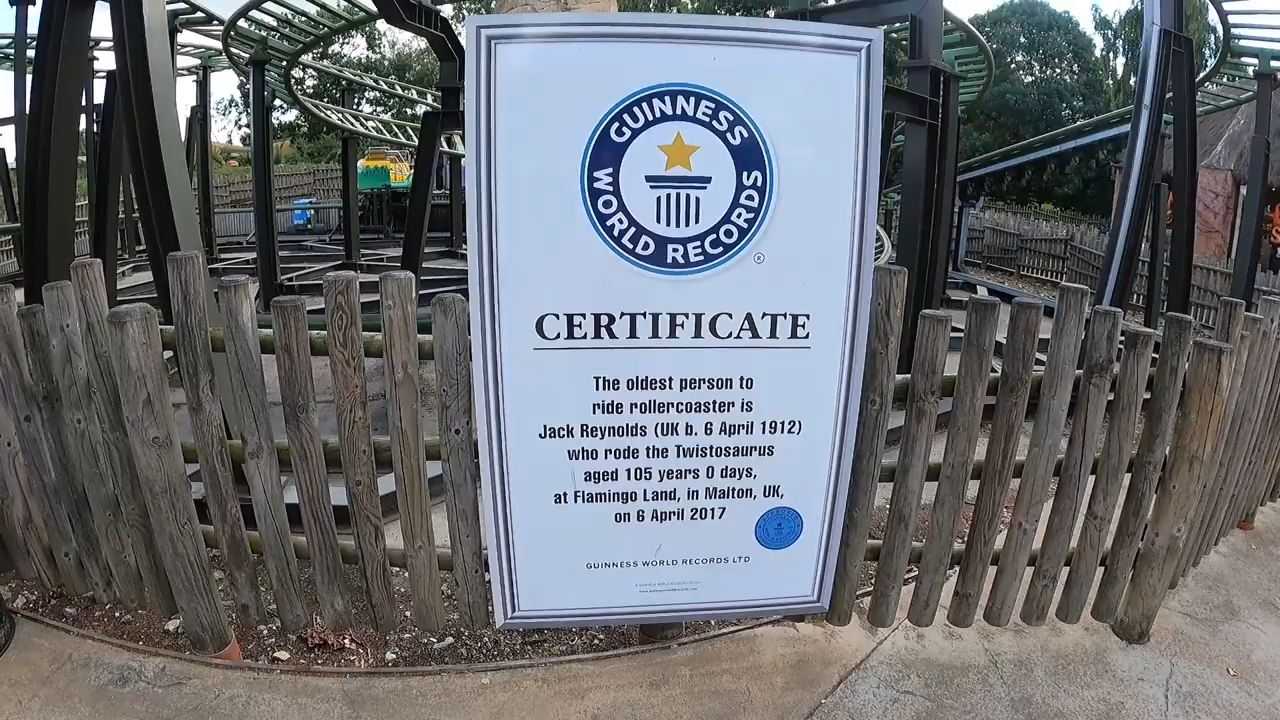 GUINNESS
WORLD RECORDS
®
CERTIFICATE
The oldest person to
ride rollercoaster is
Jack Reynolds (UK b. 6 April 1912)
who rode the Twistosaurus
aged 105 years 0 days,
at Flamingo Land, in Malton, UK,
on 6 April 2017
GUINNESS WORLD RECORDS LTD